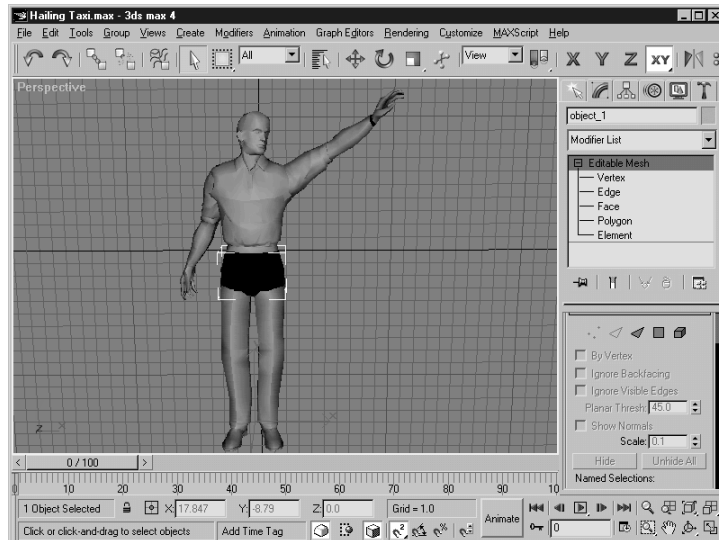 Hailing Taxi.max - 3ds max 4
File Edit Tools Group Views Create Modifiers Animation Graph Editors Rendering Customize MAXScript Help
All View X Y Z XY
Perspective
object_1
Modifier List
Editable Mesh
Vertex
Edge
Face
Polygon
Element
By Vertex
Ignore Backfacing
Ignore Visible Edges
Planar Thresh: 45.0
Show Normals
Scale: 0.1
Hide Unhide All
Named Selections:
z x
< 0 / 100 >
0 10 20 30 40 50 60 70 80 90 100
1 Object Selected X: 17.847 Y: -8.79 Z: 0.0 Grid = 1.0 Animate
Click or click-and-drag to select objects Add Time Tag 0